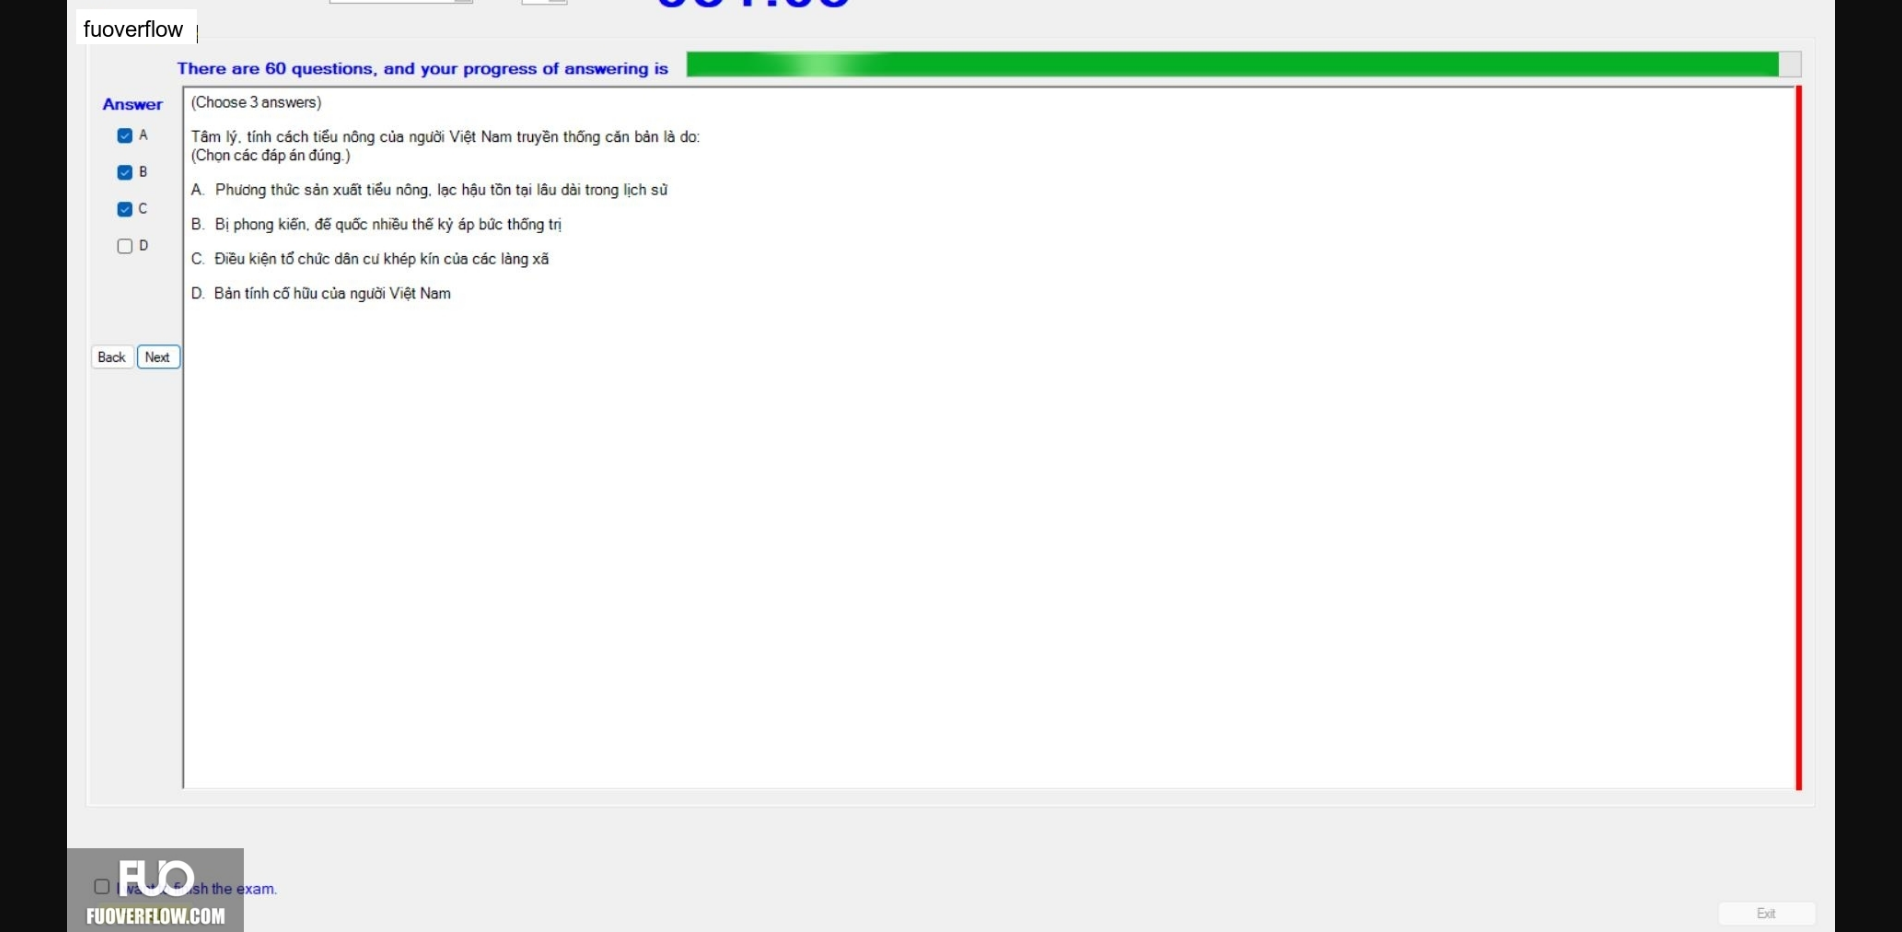 fuoverflow
There are 60 questions, and your progress of answering is
Answer
(Choose 3 answers)
A
Tâm lý, tính cách tiểu nông của người Việt Nam truyền thống căn bản là do:
(Chọn các đáp án đúng.)
B
A. Phương thức sản xuất tiểu nông, lạc hậu tồn tại lâu dài trong lịch sử
C
B. Bị phong kiến, đế quốc nhiều thế kỷ áp bức thống trị
D
C. Điều kiện tổ chức dân cư khép kín của các làng xã
D. Bản tính cố hữu của người Việt Nam
Back Next
FUO
I want finish the exam.
FUOVERFLOW.COM
Exit